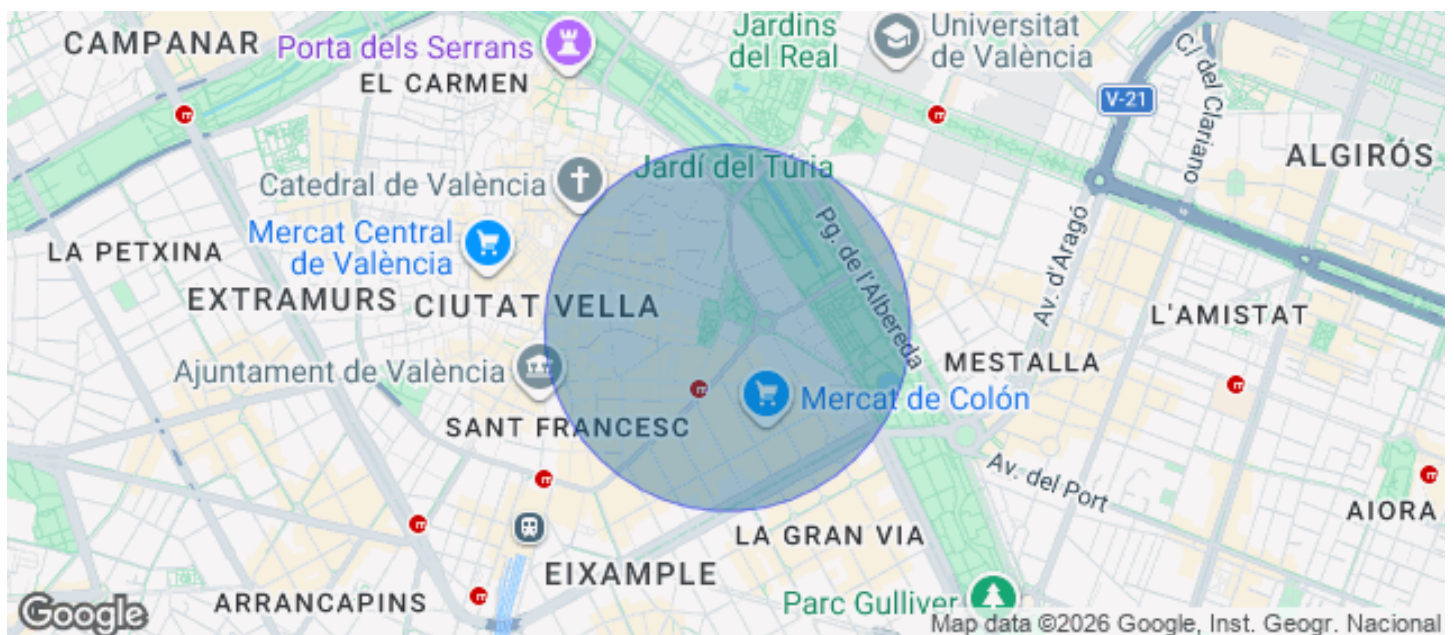 CAMPANAR
Porta dels Serrans
EL CARMEN
Jardins
del Real
Universitat
de València
V-21
C/ del Clariano
ALGIRÓS
Catedral de València
Jardí del Túria
Mercat Central
de València
Pg. de l'Albereda
Av. d'Aragó
LA PETXINA
EXTRAMURS
CIUTAT VELLA
L'AMISTAT
Ajuntament de València
MESTALLA
Mercat de Colón
SANT FRANCESC
Av. del Port
AIORA
LA GRAN VIA
EIXAMPLE
ARRANCAPINS
Parc Gulliver
Google
Map data ©2026 Google, Inst. Geogr. Nacional